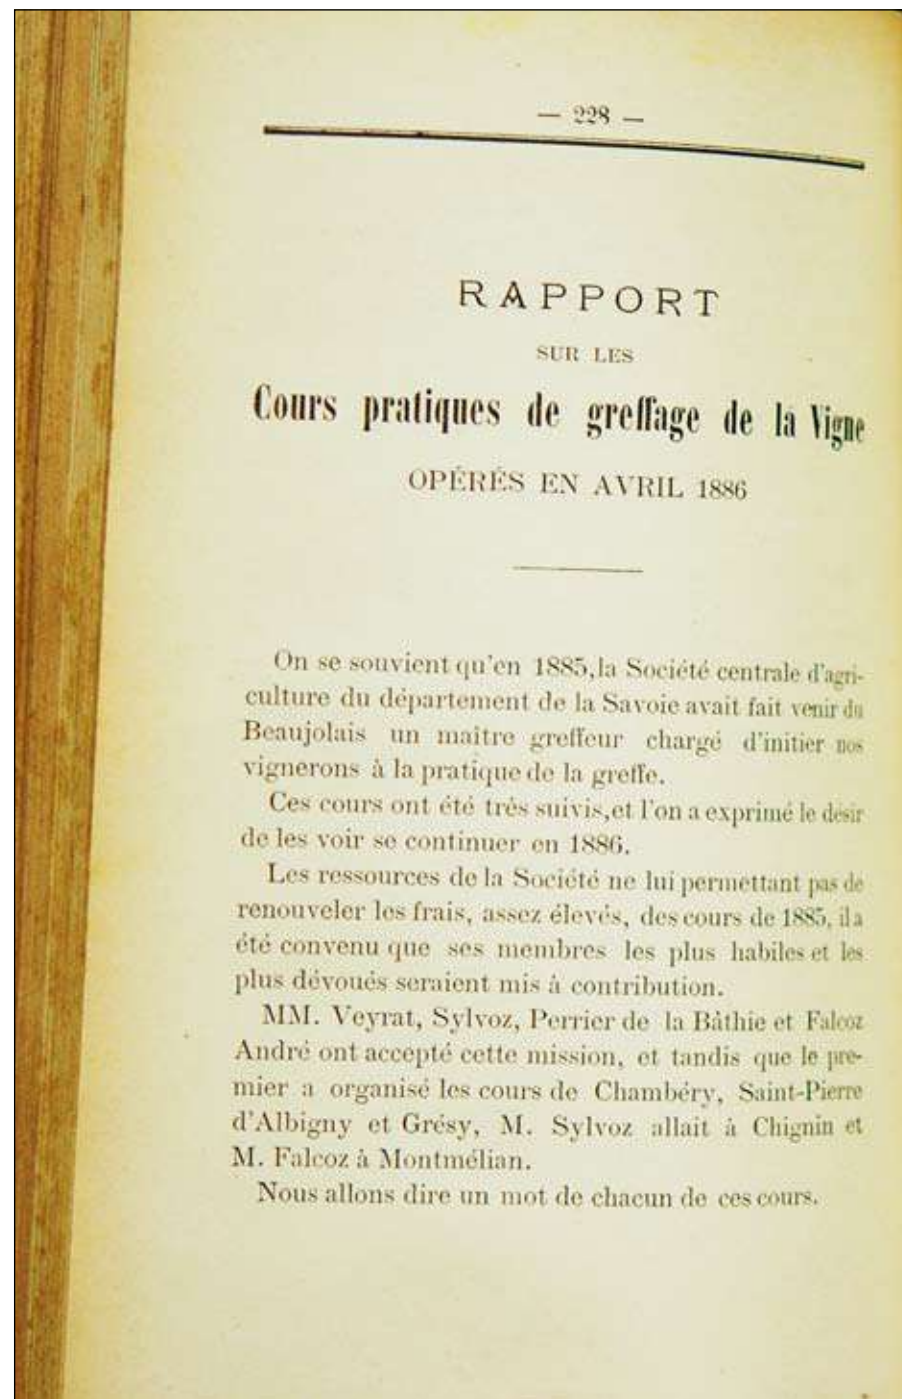 — 228 —
RAPPORT
SUR LES
Cours pratiques de greffage de la Vigne
OPÉRÉS EN AVRIL 1886
On se souvient qu'en 1885, la Société centrale d'agri-
culture du département de la Savoie avait fait venir du
Beaujolais un maître greffeur chargé d'initier nos
vignerons à la pratique de la greffe.
Ces cours ont été très suivis, et l'on a exprimé le désir
de les voir se continuer en 1886.
Les ressources de la Société ne lui permettant pas de
renouveler les frais, assez élevés, des cours de 1885, il a
été convenu que ses membres les plus habiles et les
plus dévoués seraient mis à contribution.
MM. Veyrat, Sylvoz, Perrier de la Bâthie et Falcoz
André ont accepté cette mission, et tandis que le pre-
mier a organisé les cours de Chambéry, Saint-Pierre
d'Albigny et Grésy, M. Sylvoz allait à Chignin et
M. Falcoz à Montmélian.
Nous allons dire un mot de chacun de ces cours.